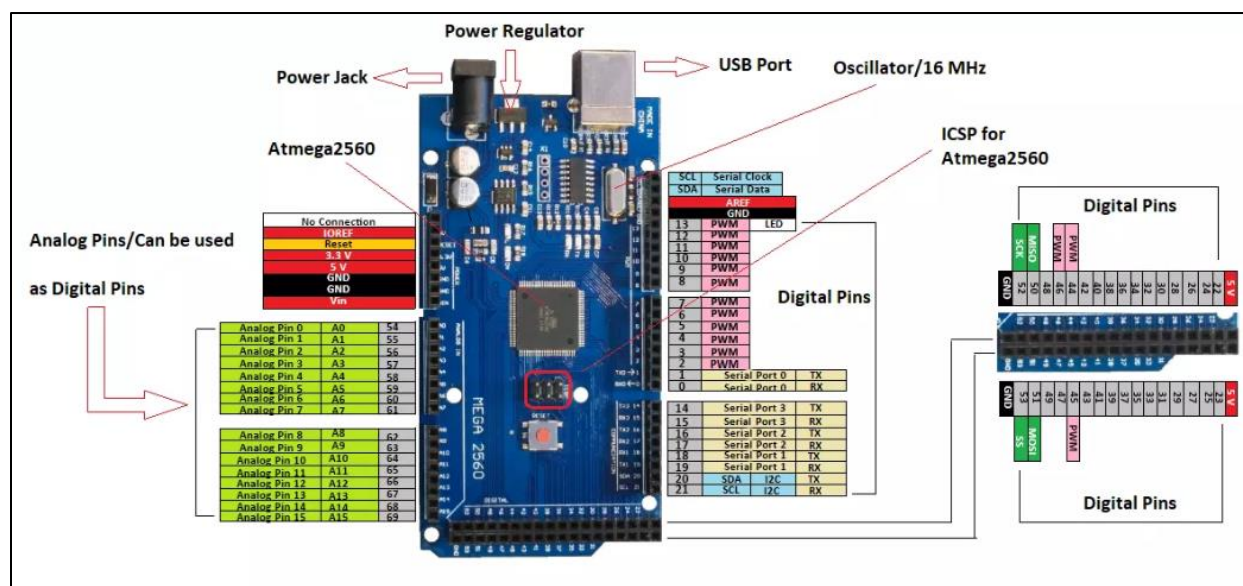 Power Regulator
Power Jack
USB Port
Oscillator/16 MHz
Atmega2560
ICSP for
Atmega2560
MADE IN
CHINA
SCL Serial Clock
SDA Serial Data
AREF
GND
13 PWM LED
12 PWM
11 PWM
10 PWM
9 PWM
8 PWM
7 PWM
6 PWM
5 PWM
4 PWM
3 PWM
2 PWM
1 Serial Port 0 TX
0 Serial Port 0 RX
14 Serial Port 3 TX
15 Serial Port 3 RX
16 Serial Port 2 TX
17 Serial Port 2 RX
18 Serial Port 1 TX
19 Serial Port 1 RX
20 SDA I2C TX
21 SCL I2C RX
Digital Pins
No Connection
IOREF
Reset
3.3 V
5 V
GND
GND
Vin
Analog Pins/Can be used
as Digital Pins
Analog Pin 0 A0 54
Analog Pin 1 A1 55
Analog Pin 2 A2 56
Analog Pin 3 A3 57
Analog Pin 4 A4 58
Analog Pin 5 A5 59
Analog Pin 6 A6 60
Analog Pin 7 A7 61
Analog Pin 8 A8 62
Analog Pin 9 A9 63
Analog Pin 10 A10 64
Analog Pin 11 A11 65
Analog Pin 12 A12 66
Analog Pin 13 A13 67
Analog Pin 14 A14 68
Analog Pin 15 A15 69
MEGA 2560
RESET
Digital Pins
SCK MISO PWM PWM
GND 52 50 48 46 44 42 40 38 36 34 32 30 28 26 24 22 5 V
GND 53 51 49 47 45 43 41 39 37 35 33 31 29 27 25 23 5 V
SS MOSI PWM
Digital Pins